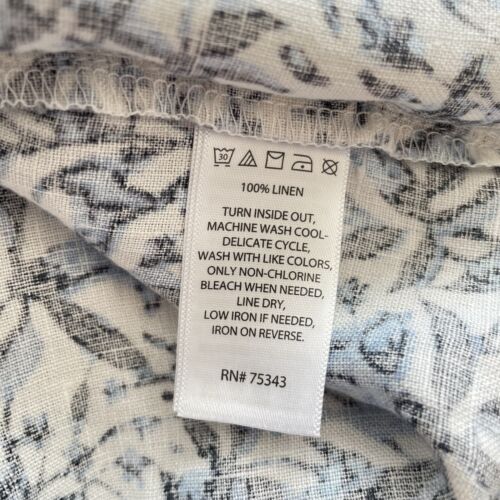 30
100% LINEN
TURN INSIDE OUT,
MACHINE WASH COOL-
DELICATE CYCLE,
WASH WITH LIKE COLORS,
ONLY NON-CHLORINE
BLEACH WHEN NEEDED,
LINE DRY,
LOW IRON IF NEEDED,
IRON ON REVERSE.
RN# 75343